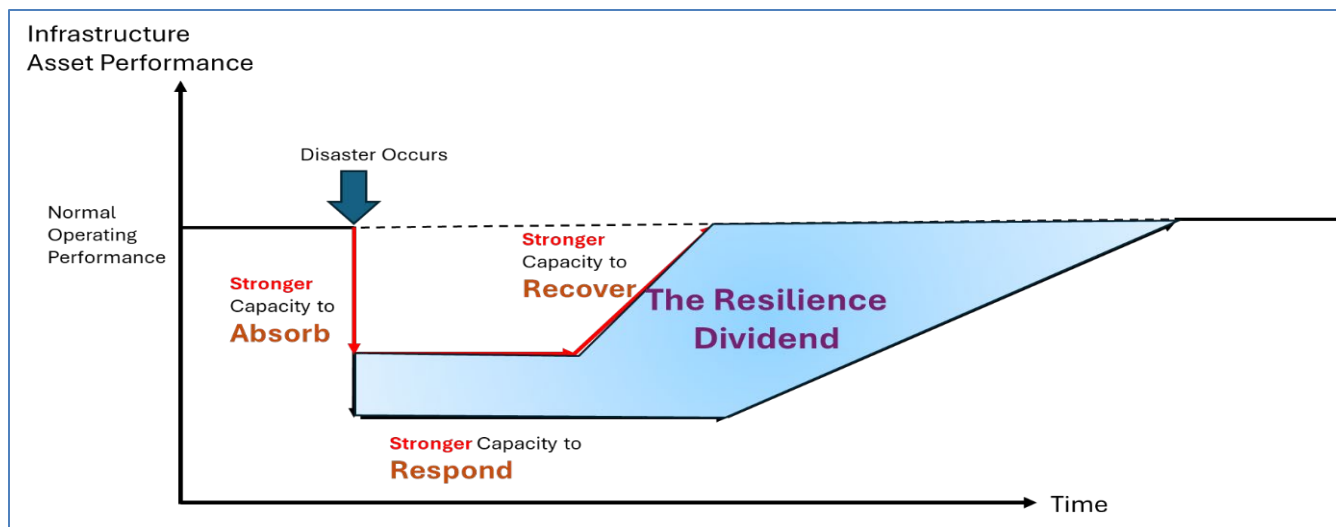 Infrastructure
Asset Performance
Disaster Occurs
Normal
Operating
Performance
Stronger
Capacity to
Absorb
Stronger
Capacity to
Recover
The Resilience
Dividend
Stronger Capacity to
Respond
Time